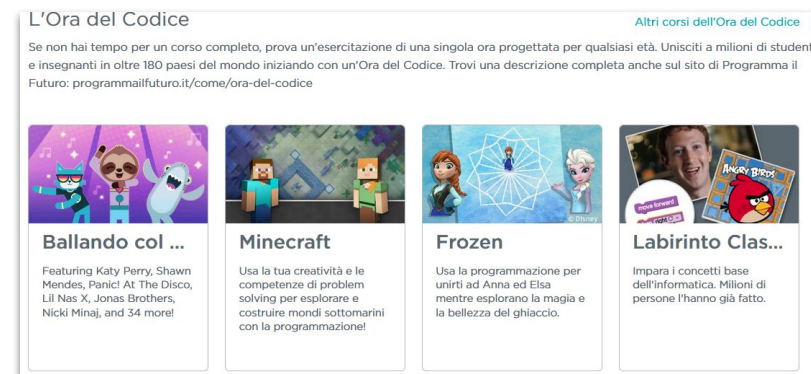 L'Ora del Codice
Altri corsi dell'Ora del Codice
Se non hai tempo per un corso completo, prova un'esercitazione di una singola ora progettata per qualsiasi età. Unisciti a milioni di student
e insegnanti in oltre 180 paesi del mondo iniziando con un'Ora del Codice. Trovi una descrizione completa anche sul sito di Programma il
Futuro: programmailfuturo.it/come/ora-del-codice
© Disney
ANGRY BIRDS
move forward
Ballando col ...
Featuring Katy Perry, Shawn
Mendes, Panic! At The Disco,
Lil Nas X, Jonas Brothers,
Nicki Minaj, and 34 more!
Minecraft
Usa la tua creatività e le
competenze di problem
solving per esplorare e
costruire mondi sottomarini
con la programmazione!
Frozen
Usa la programmazione per
unirti ad Anna ed Elsa
mentre esplorano la magia e
la bellezza del ghiaccio.
Labirinto Clas...
Impara i concetti base
dell'informatica. Milioni di
persone l'hanno già fatto.